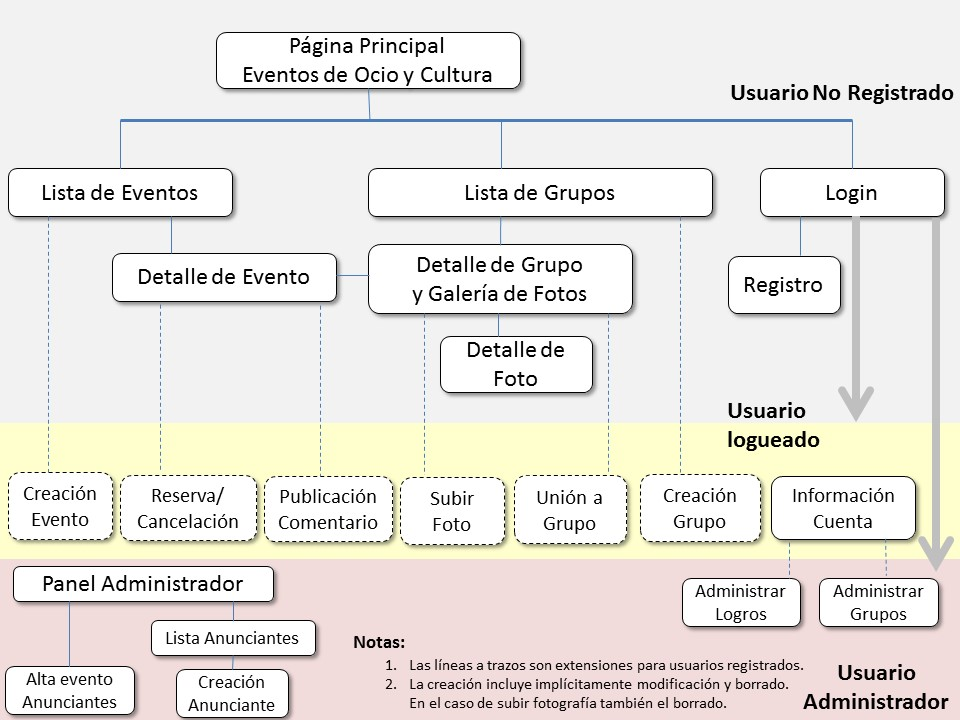 Página Principal
Eventos de Ocio y Cultura
Usuario No Registrado
Lista de Eventos
Lista de Grupos
Login
Detalle de Evento
Detalle de Grupo
y Galería de Fotos
Registro
Detalle de
Foto
Usuario
logueado
Creación
Evento
Reserva/
Cancelación
Publicación
Comentario
Subir
Foto
Unión a
Grupo
Creación
Grupo
Información
Cuenta
Panel Administrador
Administrar
Logros
Administrar
Grupos
Lista Anunciantes
Alta evento
Anunciantes
Creación
Anunciante
Notas:
1. Las líneas a trazos son extensiones para usuarios registrados.
2. La creación incluye implícitamente modificación y borrado.
En el caso de subir fotografía también el borrado.
Usuario
Administrador